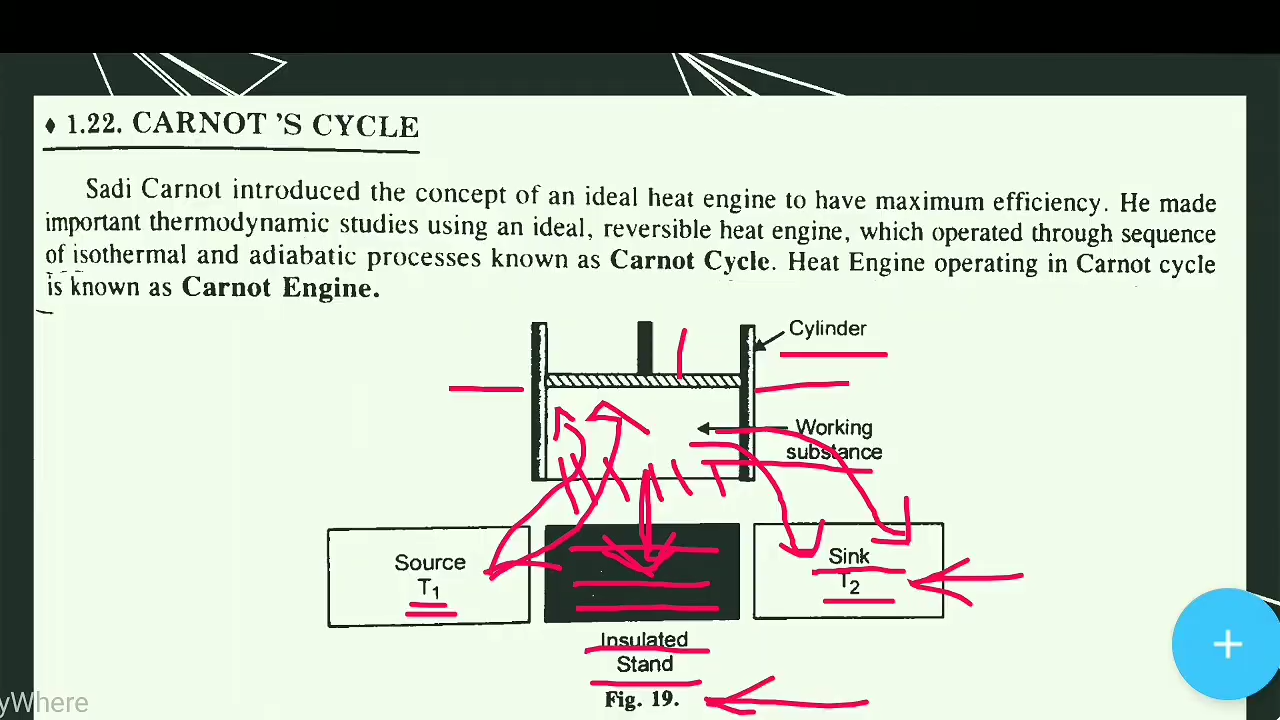 ♦ 1.22. CARNOT 'S CYCLE
Sadi Carnot introduced the concept of an ideal heat engine to have maximum efficiency. He made
important thermodynamic studies using an ideal, reversible heat engine, which operated through sequence
of isothermal and adiabatic processes known as Carnot Cycle. Heat Engine operating in Carnot cycle
is known as Carnot Engine.
Cylinder
Working
substance
Source
T1
Sink
T2
Insulated
Stand
Fig. 19.
yWhere
+